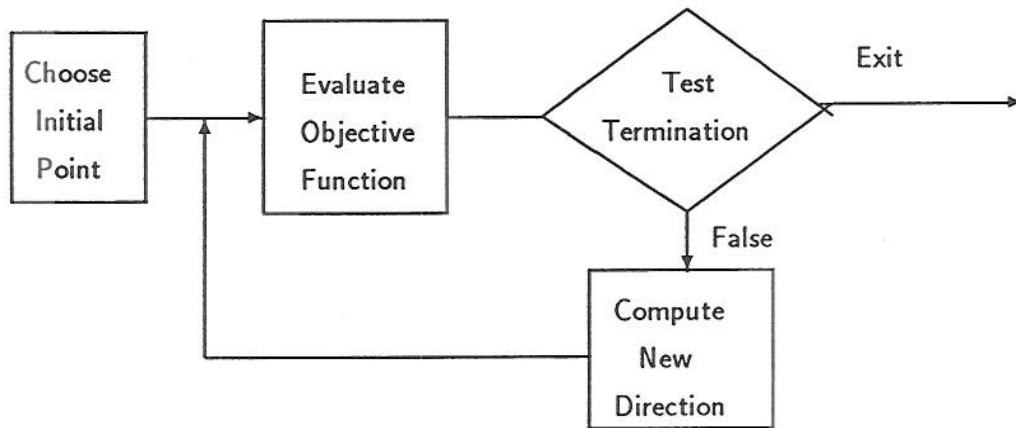 Choose
Initial
Point
Evaluate
Objective
Function
Test
Termination
Exit
False
Compute
New
Direction